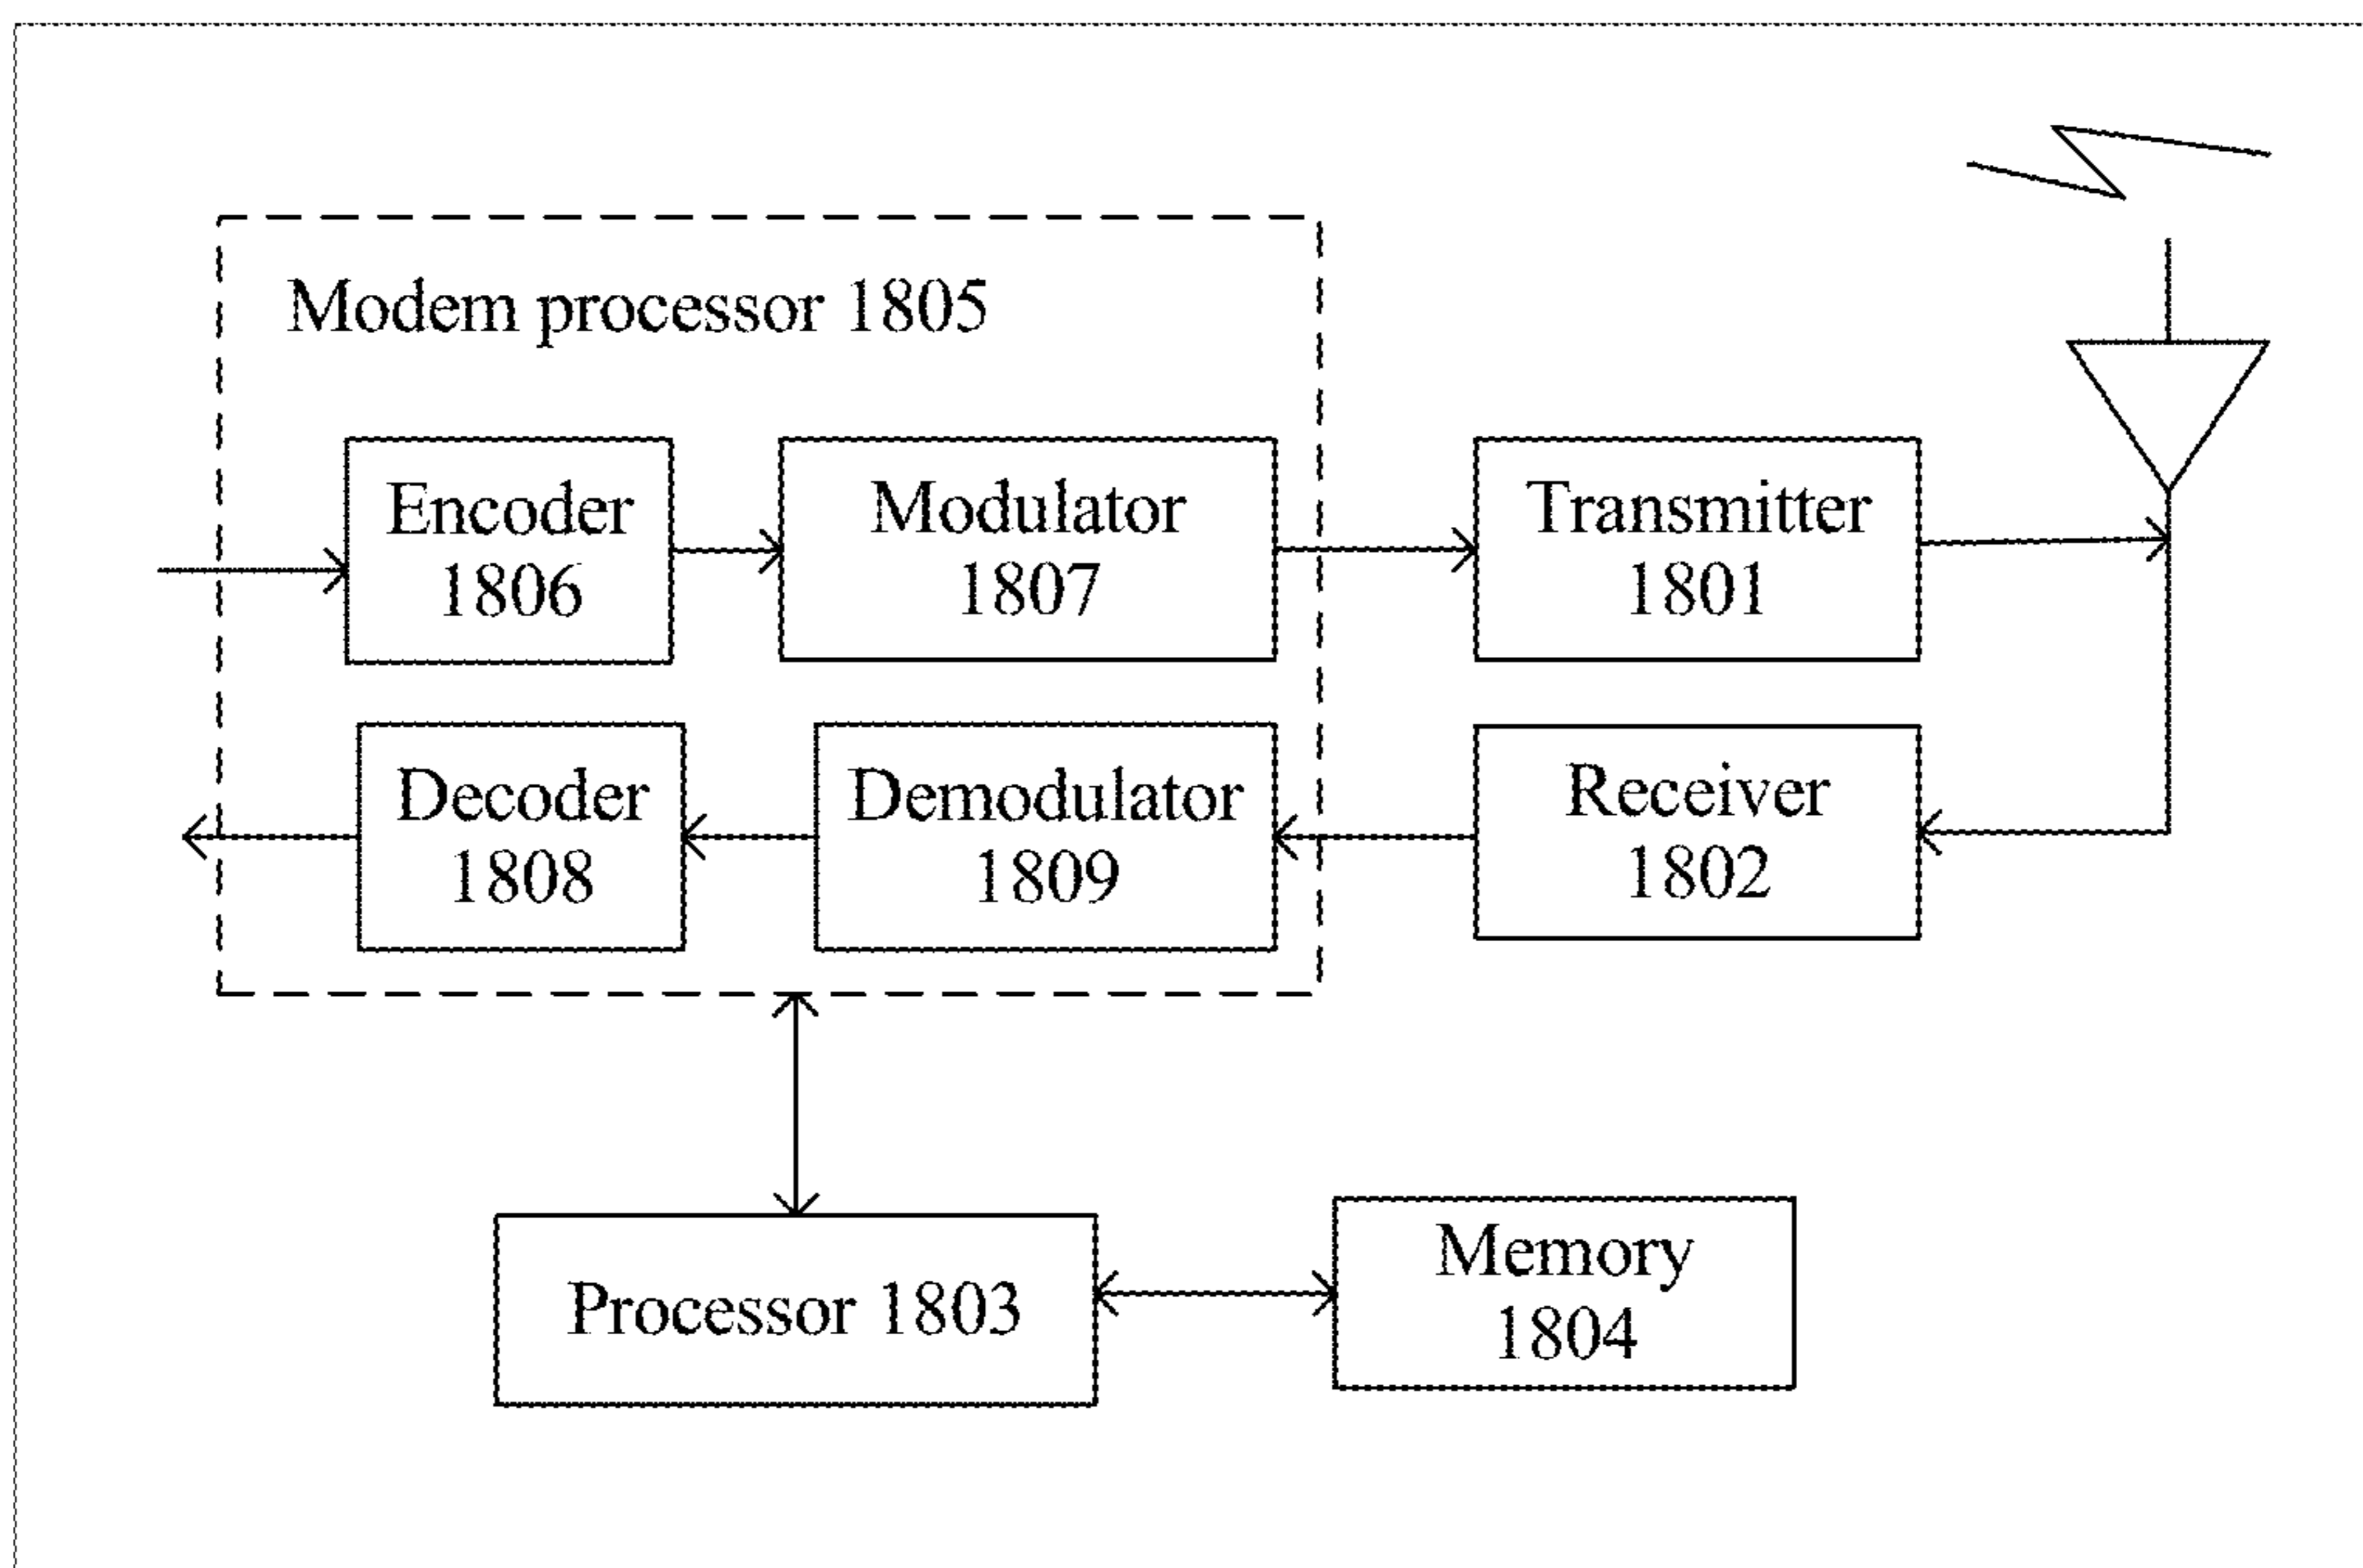 Modem processor 1805
Encoder
1806
Modulator
1807
Transmitter
1801
Decoder
1808
Demodulator
1809
Receiver
1802
Processor 1803
Memory
1804